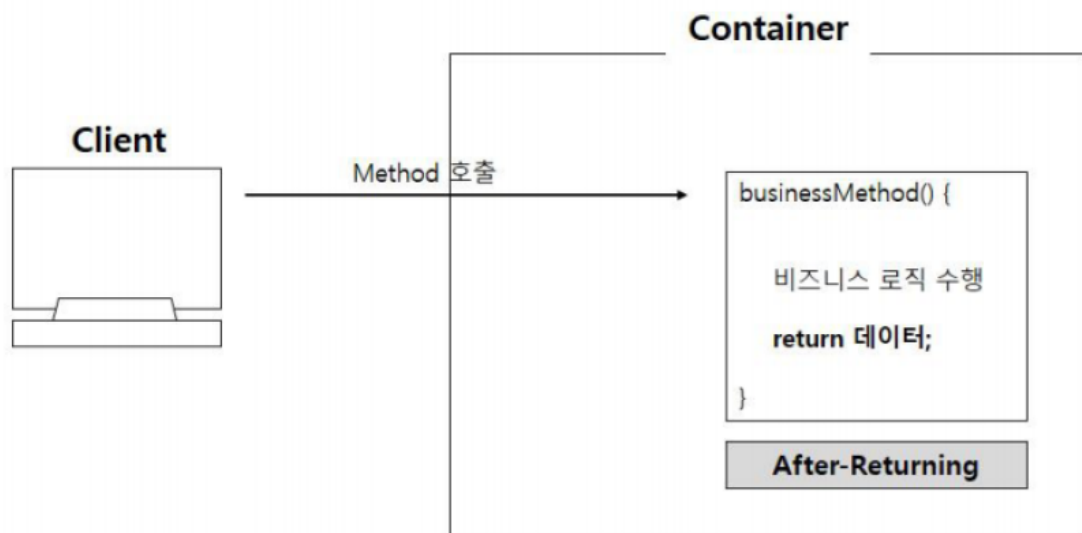 Container
Client
Method 호출
businessMethod() {
비즈니스 로직 수행
return 데이터;
}
After-Returning